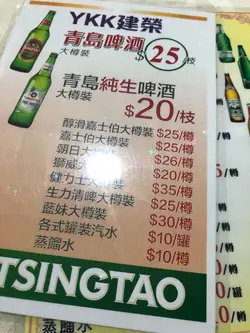 YKK建榮
青島啤酒
大樽裝
$25/枝
青島純生啤酒
大樽裝
$20/枝
醇滑嘉士伯大樽裝 $25/樽
嘉士伯大樽裝 $25/樽
朝日大樽裝 $26/樽
獅威大樽裝 $20/樽
健力士大樽裝 $35/樽
生力清啤大樽裝 $25/樽
藍妹大樽裝 $30/樽
各式罐裝汽水 $10/罐
蒸餾水 $10/樽
TSINGTAO